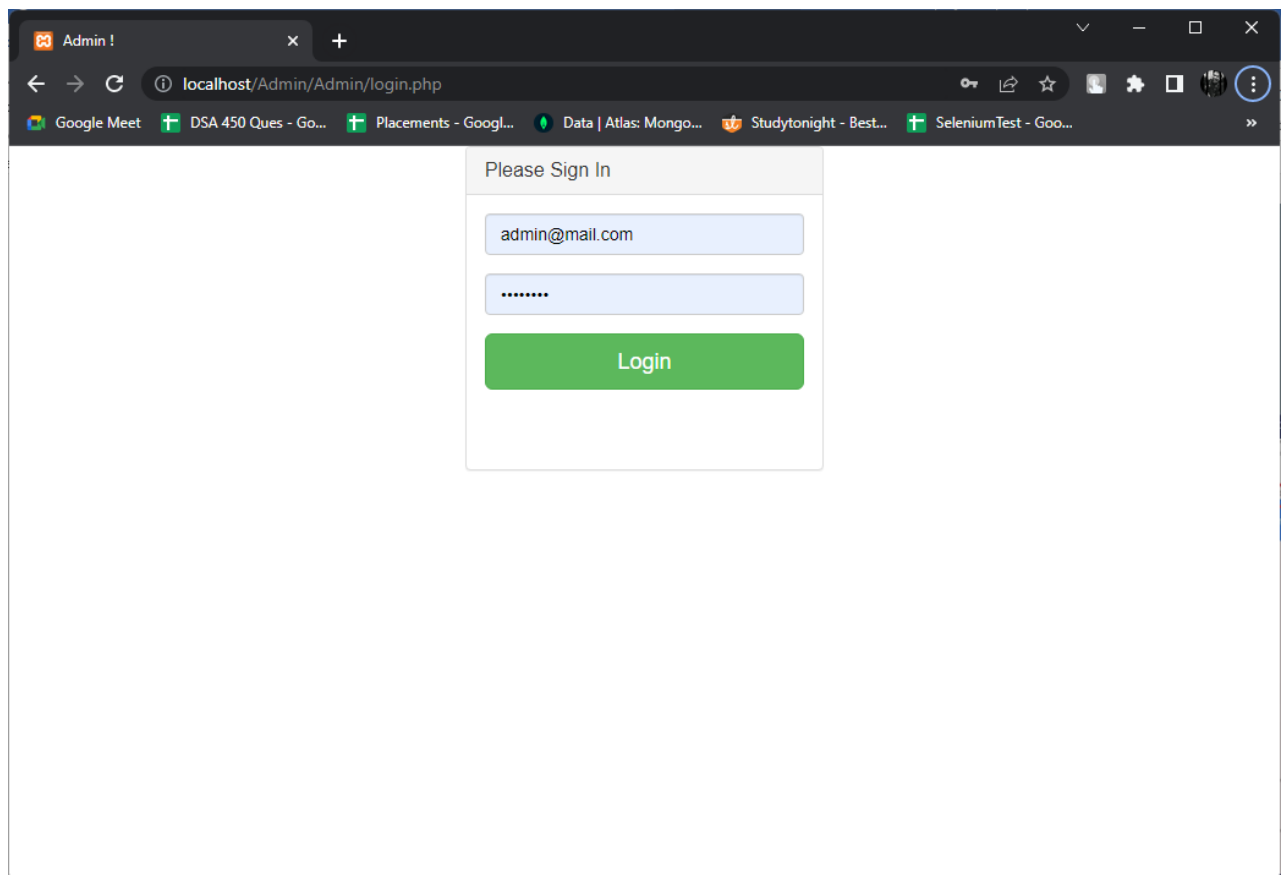 Admin !
localhost/Admin/Admin/login.php
Google Meet DSA 450 Ques - Go... Placements - Googl... Data | Atlas: Mongo... Studytonight - Best... SeleniumTest - Goo... »
Please Sign In
admin@mail.com
••••••••
Login